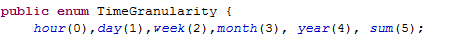 public enum TimeGranularity {
hour(0),day(1),week(2),month(3), year(4), sum(5);